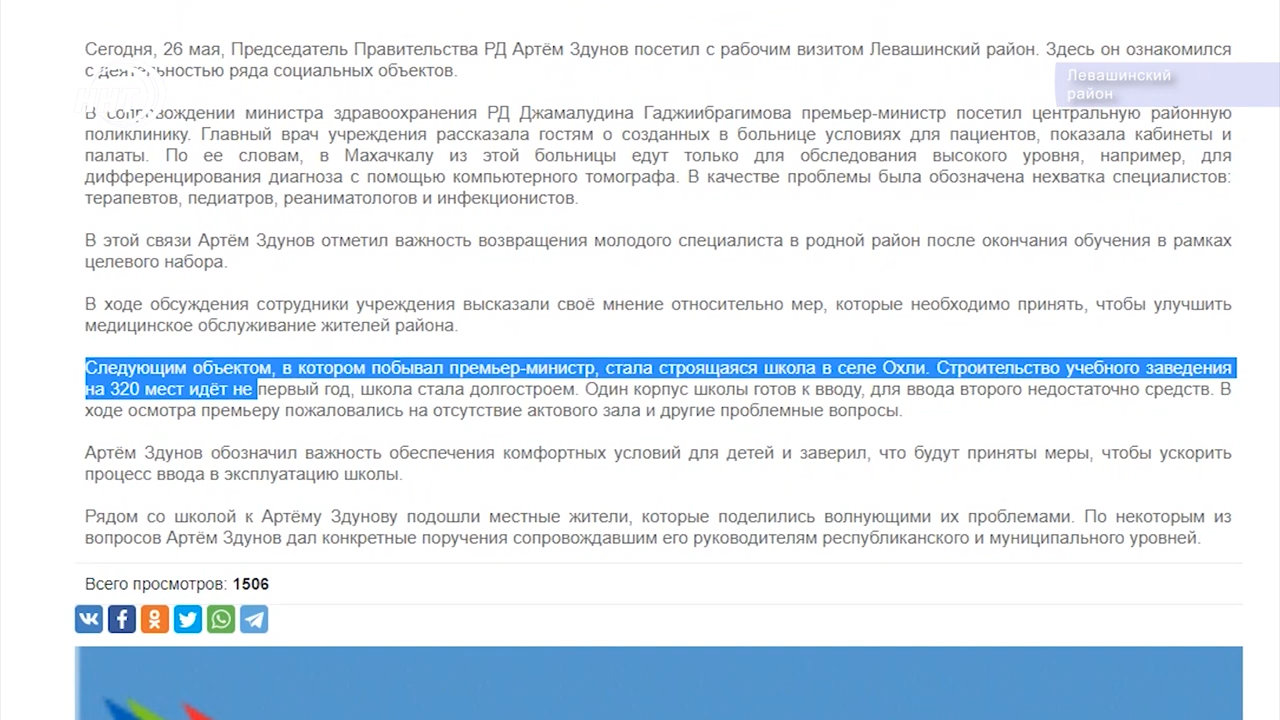 Сегодня, 26 мая, Председатель Правительства РД Артём Здунов посетил с рабочим визитом Левашинский район. Здесь он ознакомился
с деятельностью ряда социальных объектов.
Левашинский
район
В сопровождении министра здравоохранения РД Джамалудина Гаджиибрагимова премьер-министр посетил центральную районную
поликлинику. Главный врач учреждения рассказала гостям о созданных в больнице условиях для пациентов, показала кабинеты и
палаты. По ее словам, в Махачкалу из этой больницы едут только для обследования высокого уровня, например, для
дифференцирования диагноза с помощью компьютерного томографа. В качестве проблемы была обозначена нехватка специалистов:
терапевтов, педиатров, реаниматологов и инфекционистов.
В этой связи Артём Здунов отметил важность возвращения молодого специалиста в родной район после окончания обучения в рамках
целевого набора.
В ходе обсуждения сотрудники учреждения высказали своё мнение относительно мер, которые необходимо принять, чтобы улучшить
медицинское обслуживание жителей района.
Следующим объектом, в котором побывал премьер-министр, стала строящаяся школа в селе Охли. Строительство учебного заведения
на 320 мест идёт не первый год, школа стала долгостроем. Один корпус школы готов к вводу, для ввода второго недостаточно средств. В
ходе осмотра премьеру пожаловались на отсутствие актового зала и другие проблемные вопросы.
Артём Здунов обозначил важность обеспечения комфортных условий для детей и заверил, что будут приняты меры, чтобы ускорить
процесс ввода в эксплуатацию школы.
Рядом со школой к Артёму Здунову подошли местные жители, которые поделились волнующими их проблемами. По некоторым из
вопросов Артём Здунов дал конкретные поручения сопровождавшим его руководителям республиканского и муниципального уровней.
Всего просмотров: 1506